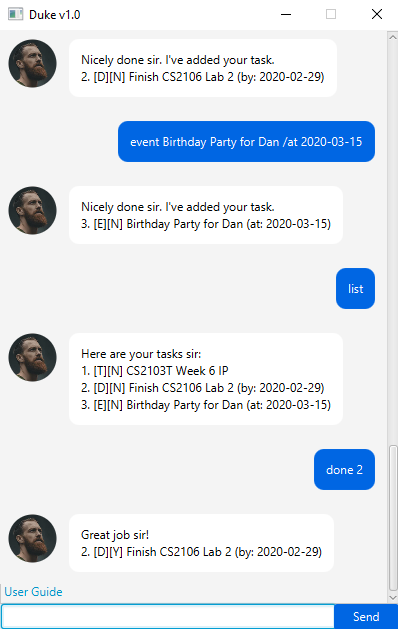 Duke v1.0
Nicely done sir. I've added your task.
2. [D][N] Finish CS2106 Lab 2 (by: 2020-02-29)
event Birthday Party for Dan /at 2020-03-15
Nicely done sir. I've added your task.
3. [E][N] Birthday Party for Dan (at: 2020-03-15)
list
Here are your tasks sir:
1. [T][N] CS2103T Week 6 IP
2. [D][N] Finish CS2106 Lab 2 (by: 2020-02-29)
3. [E][N] Birthday Party for Dan (at: 2020-03-15)
done 2
Great job sir!
2. [D][Y] Finish CS2106 Lab 2 (by: 2020-02-29)
User Guide
Send